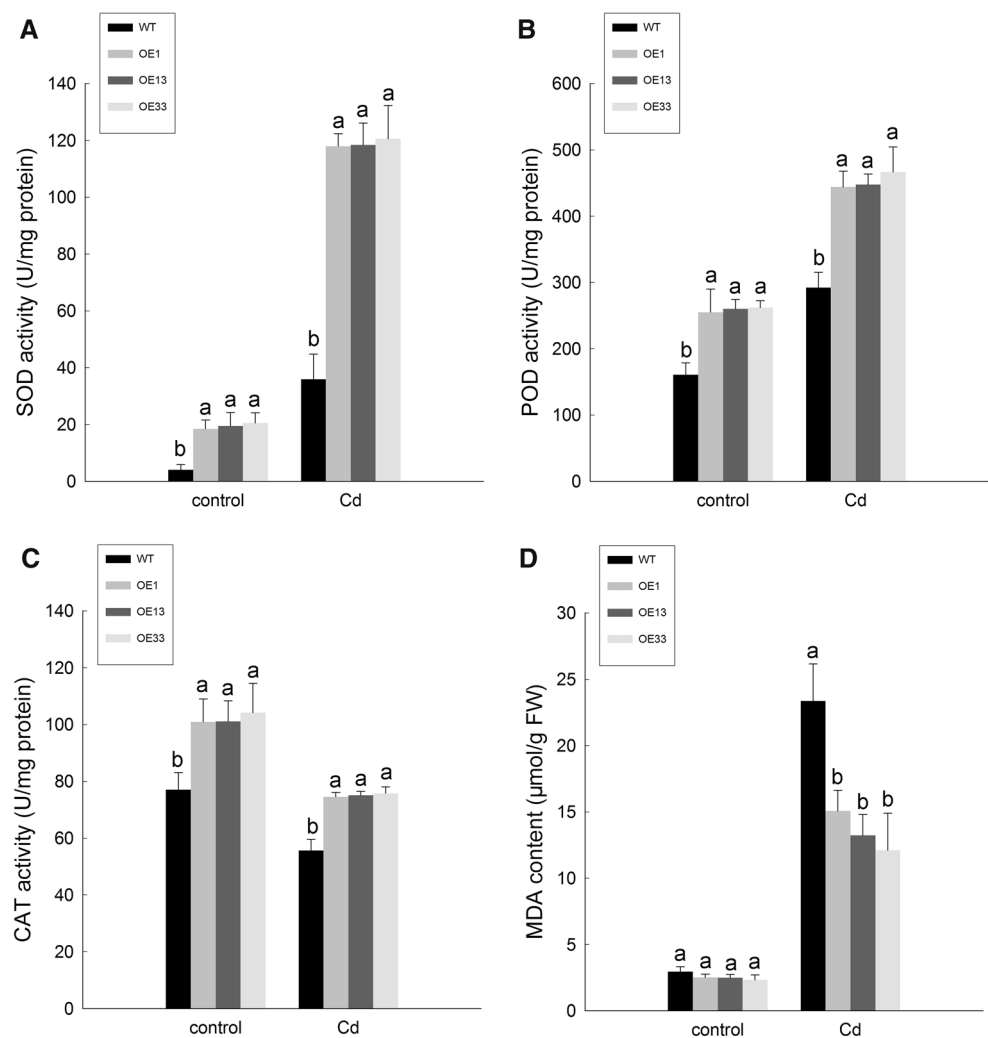 A
WT
OE1
OE13
OE33
SOD activity (U/mg protein)
140
120
100
80
60
40
20
0
b
a
a
a
b
a
a
a
control
Cd
B
WT
OE1
OE13
OE33
POD activity (U/mg protein)
600
500
400
300
200
100
0
b
a
a
a
b
a
a
a
control
Cd
C
WT
OE1
OE13
OE33
CAT activity (U/mg protein)
140
120
100
80
60
40
20
0
b
a
a
a
b
a
a
a
control
Cd
D
WT
OE1
OE13
OE33
MDA content (μmol/g FW)
30
25
20
15
10
5
0
a
a
a
a
a
b
b
b
control
Cd